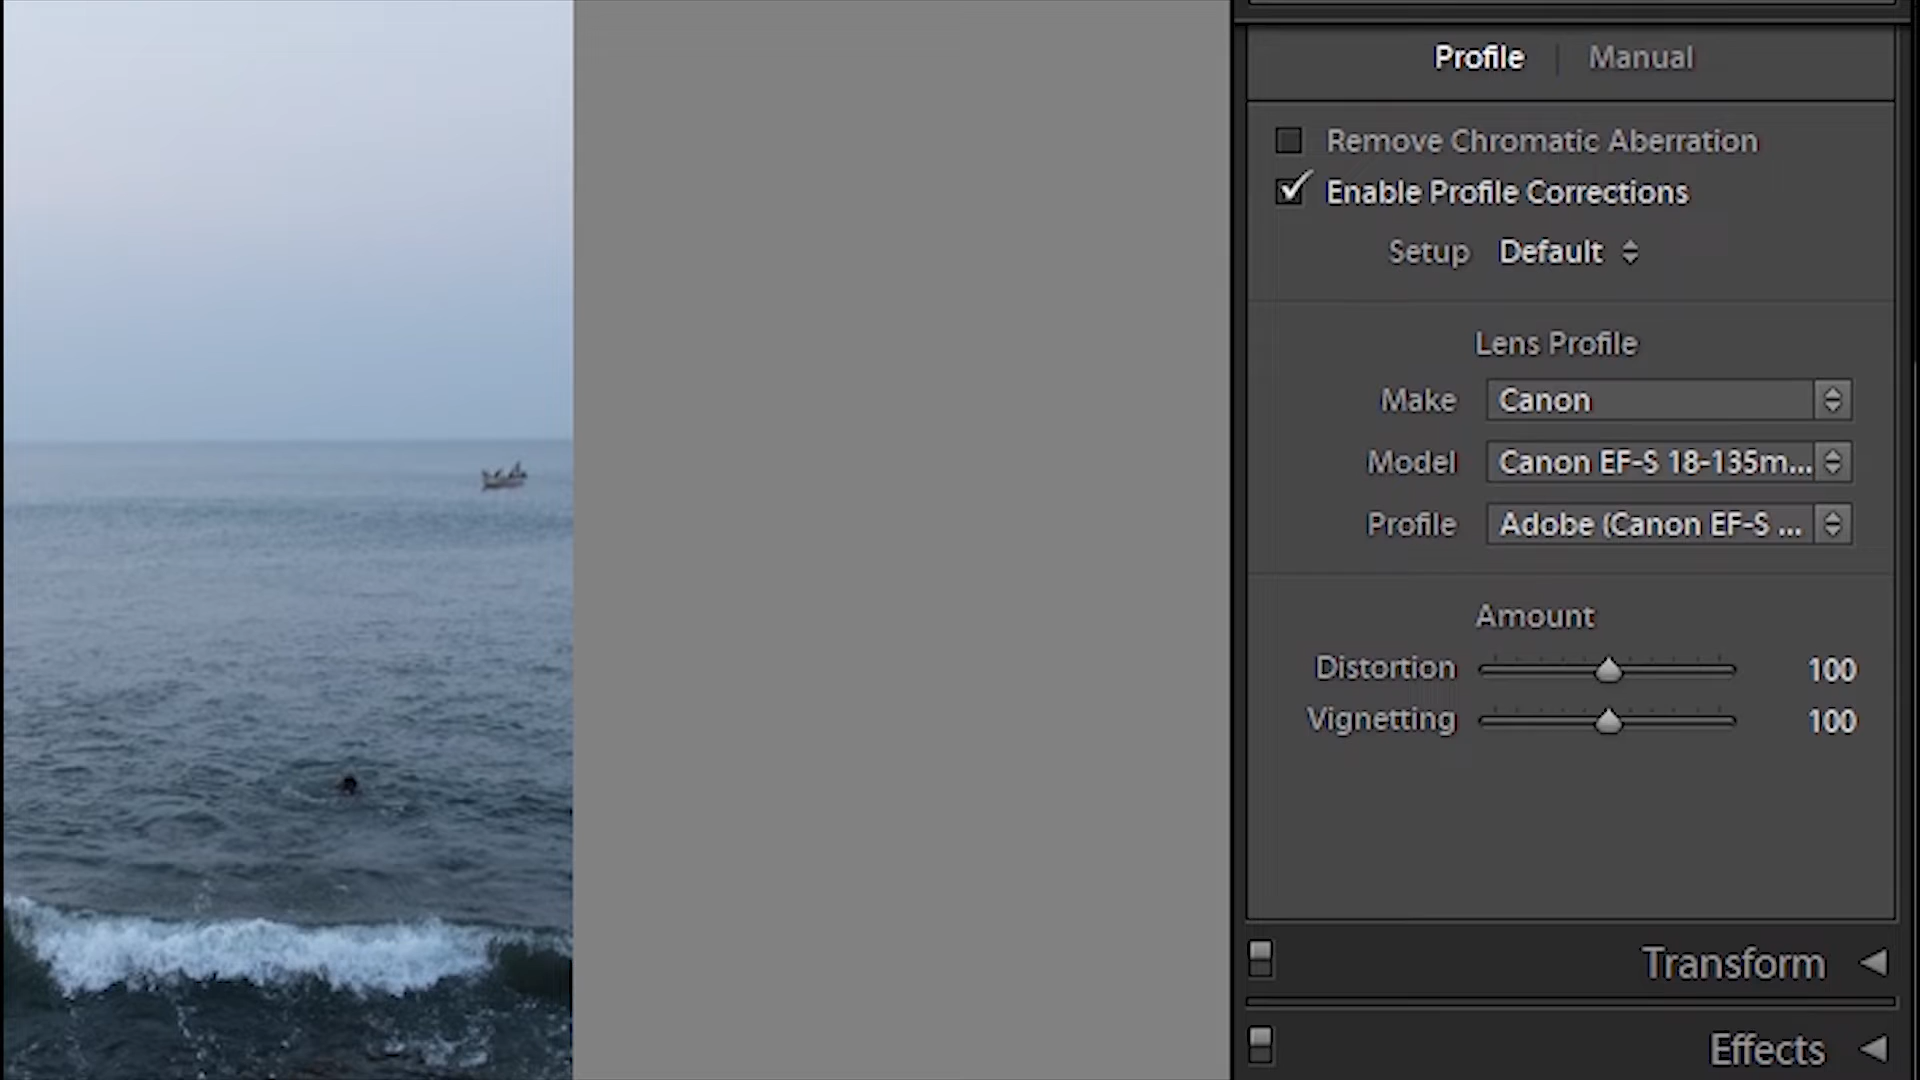 Profile | Manual
Remove Chromatic Aberration
Enable Profile Corrections
Setup Default
Lens Profile
Make Canon
Model Canon EF-S 18-135m...
Profile Adobe (Canon EF-S ...
Amount
Distortion 100
Vignetting 100
Transform
Effects